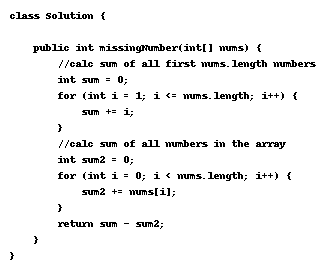 class Solution {
    public int missingNumber(int[] nums) {
        //calc sum of all first nums.length numbers
        int sum = 0;
        for (int i = 1; i <= nums.length; i++) {
            sum += i;
        }
        //calc sum of all numbers in the array
        int sum2 = 0;
        for (int i = 0; i < nums.length; i++) {
            sum2 += nums[i];
        }
        return sum - sum2;
    }
}